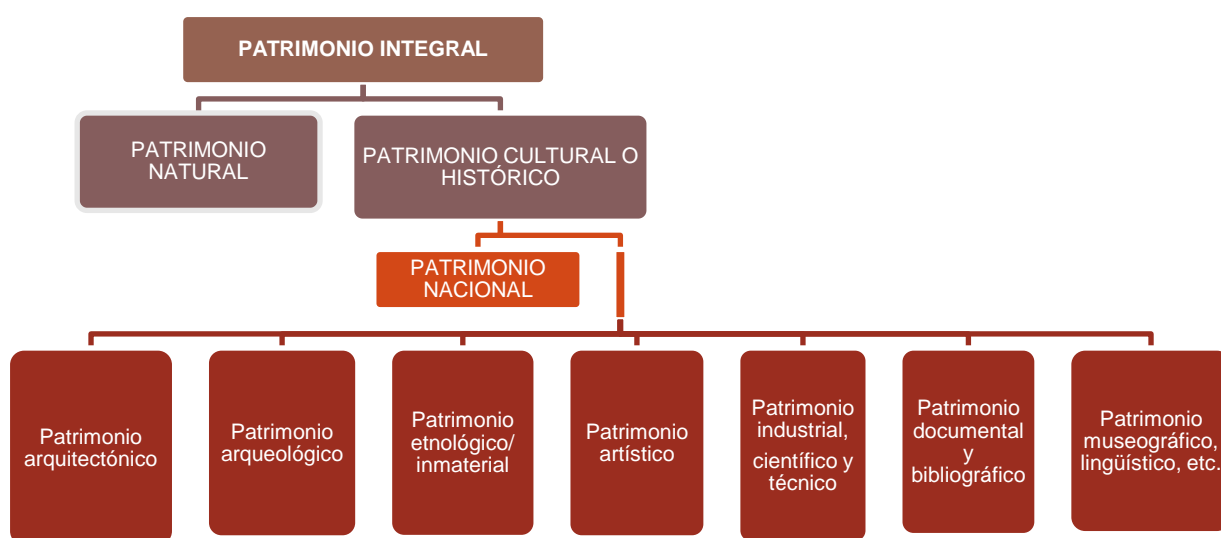 PATRIMONIO INTEGRAL
PATRIMONIO
NATURAL
PATRIMONIO CULTURAL O
HISTÓRICO
PATRIMONIO
NACIONAL
Patrimonio
arquitectónico
Patrimonio
arqueológico
Patrimonio
etnológico/
inmaterial
Patrimonio
artístico
Patrimonio
industrial,
científico y
técnico
Patrimonio
documental
y
bibliográfico
Patrimonio
museográfico,
lingüístico, etc.